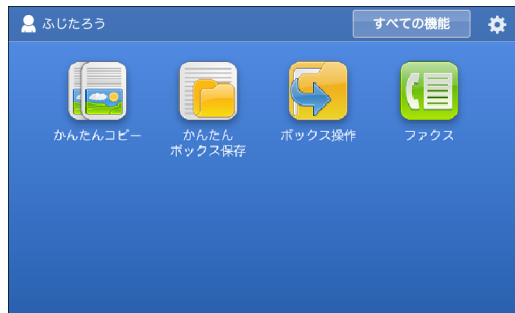 ふじたろう
すべての機能
かんたんコピー
かんたん
ボックス保存
ボックス操作
ファクス